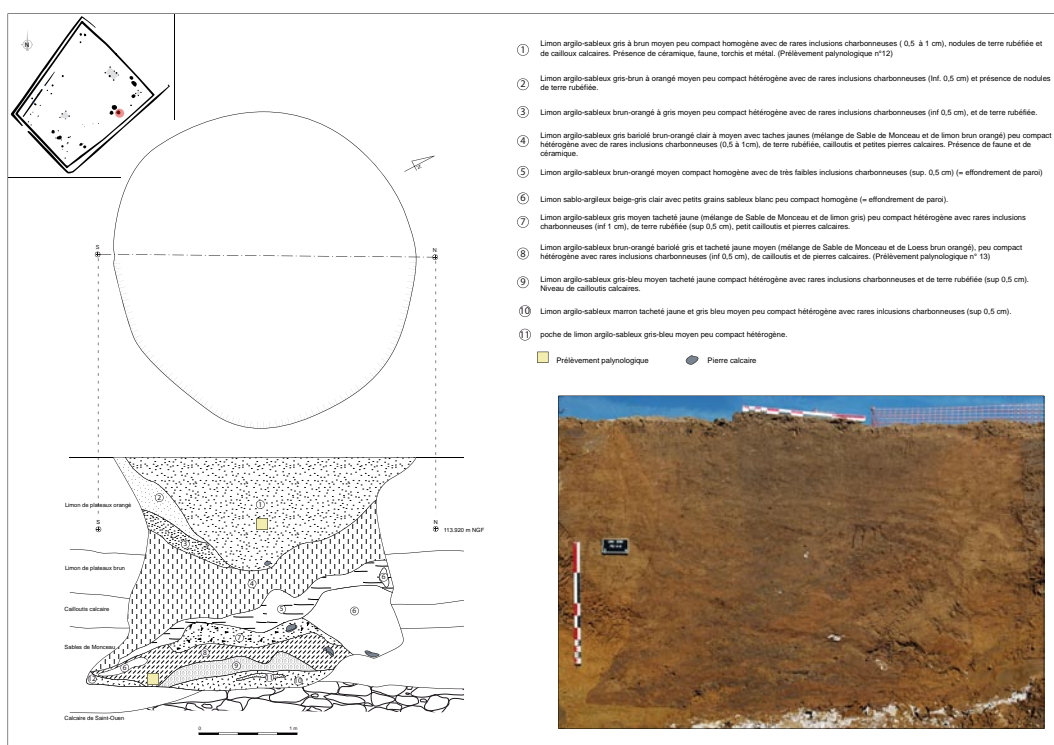 N
1 Limon argilo-sableux gris à brun moyen peu compact homogène avec de rares inclusions charbonneuses ( 0,5 à 1 cm), nodules de terre rubéfiée et
de cailloux calcaires. Présence de céramique, faune, torchis et métal. (Prélèvement palynologique n°12)
2 Limon argilo-sableux gris-brun à orangé moyen peu compact hétérogène avec de rares inclusions charbonneuses (Inf. 0,5 cm) et présence de nodules
de terre rubéfiée.
3 Limon argilo-sableux brun-orangé à gris moyen peu compact hétérogène avec de rares inclusions charbonneuses (inf 0,5 cm), et de terre rubéfiée.
4 Limon argilo-sableux gris bariolé brun-orangé clair à moyen avec taches jaunes (mélange de Sable de Monceau et de limon brun orangé) peu compact
hétérogène avec de rares inclusions charbonneuses (0,5 à 1cm), de terre rubéfiée, cailloutis et petites pierres calcaires. Présence de faune et de
céramique.
5 Limon argilo-sableux brun-orangé moyen compact homogène avec de très faibles inclusions charbonneuses (sup. 0,5 cm) (= effondrement de paroi)
6 Limon sablo-argileux beige-gris clair avec petits grains sableux blanc peu compact homogène (= effondrement de paroi).
7 Limon argilo-sableux gris moyen tacheté jaune (mélange de Sable de Monceau et de limon gris) peu compact hétérogène avec rares inclusions
charbonneuses (inf 1 cm), de terre rubéfiée (sup 0,5 cm), petit cailloutis et pierres calcaires.
8 Limon argilo-sableux brun-orangé bariolé gris et tacheté jaune moyen (mélange de Sable de Monceau et de Loess brun orangé), peu compact
hétérogène avec rares inclusions charbonneuses (inf 0,5 cm), de cailloutis et de pierres calcaires. (Prélèvement palynologique n° 13)
9 Limon argilo-sableux gris-bleu moyen tacheté jaune compact hétérogène avec rares inclusions charbonneuses et de terre rubéfiée (sup 0,5 cm).
Niveau de cailloutis calcaires.
10 Limon argilo-sableux marron tacheté jaune et gris bleu moyen peu compact hétérogène avec rares inlcusions charbonneuses (sup 0,5 cm).
11 poche de limon argilo-sableux gris-bleu moyen peu compact hétérogène.
Prélèvement palynologique
Pierre calcaire
N
S
N
2
1
Limon de plateaux orangé
S
N
113.920 m NGF
Limon de plateaux brun
4
6
Cailloutis calcaire
5
6
7
Sables de Monceau
8
6
9
Calcaire de Saint-Ouen
0
1 m